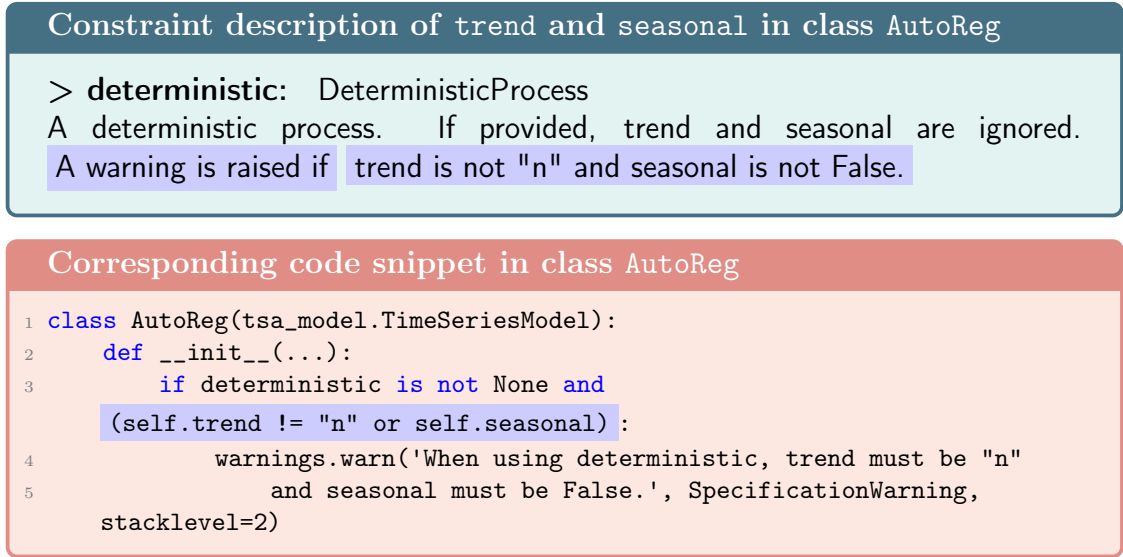 Constraint description of trend and seasonal in class AutoReg
> deterministic: DeterministicProcess
A deterministic process. If provided, trend and seasonal are ignored.
A warning is raised if trend is not "n" and seasonal is not False.
Corresponding code snippet in class AutoReg
1 class AutoReg(tsa_model.TimeSeriesModel):
2 def __init__(...):
3 if deterministic is not None and
(self.trend != "n" or self.seasonal):
4 warnings.warn('When using deterministic, trend must be "n"
5 and seasonal must be False.', SpecificationWarning,
stacklevel=2)